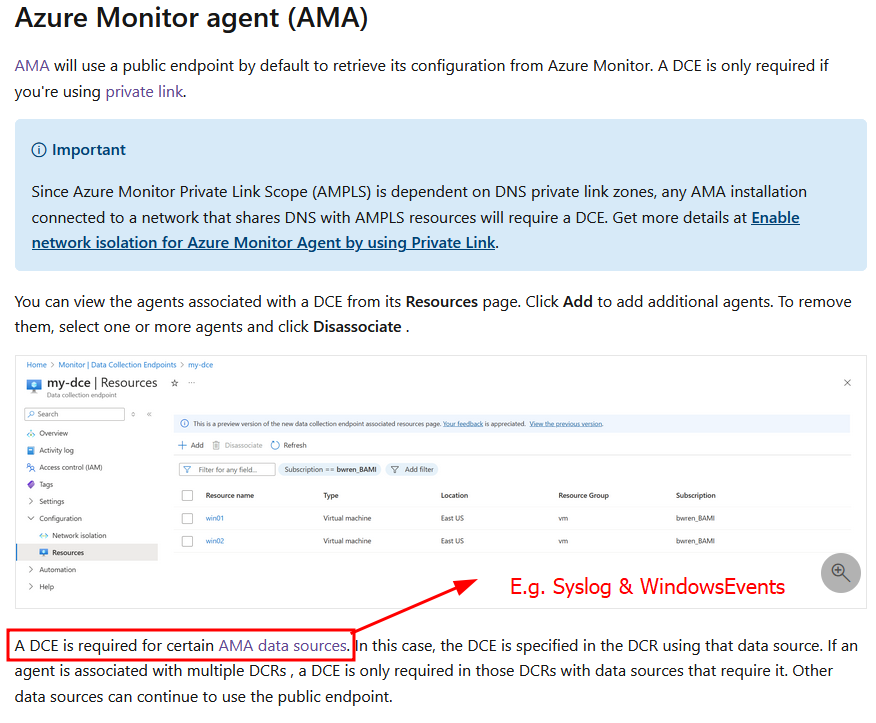 Azure Monitor agent (AMA)
AMA will use a public endpoint by default to retrieve its configuration from Azure Monitor. A DCE is only required if
you're using private link.
Important
Since Azure Monitor Private Link Scope (AMPLS) is dependent on DNS private link zones, any AMA installation
connected to a network that shares DNS with AMPLS resources will require a DCE. Get more details at Enable
network isolation for Azure Monitor Agent by using Private Link.
You can view the agents associated with a DCE from its Resources page. Click Add to add additional agents. To remove
them, select one or more agents and click Disassociate .
Home > Monitor | Data Collection Endpoints > my-dce
my-dce | Resources
Data collection endpoint
Search
Overview
Activity log
Access control (IAM)
Tags
Settings
Configuration
Network isolation
Resources
Automation
Help
This is a preview version of the new data collection endpoint associated resources page. Your feedback is appreciated. View the previous version.
Add Disassociate Refresh
Filter for any field... Subscription == bwren_BAMI Add filter
Resource name Type Location Resource Group Subscription
win01 Virtual machine East US vm bwren_BAMI
win02 Virtual machine East US vm bwren_BAMI
E.g. Syslog & WindowsEvents
A DCE is required for certain AMA data sources. In this case, the DCE is specified in the DCR using that data source. If an
agent is associated with multiple DCRs , a DCE is only required in those DCRs with data sources that require it. Other
data sources can continue to use the public endpoint.